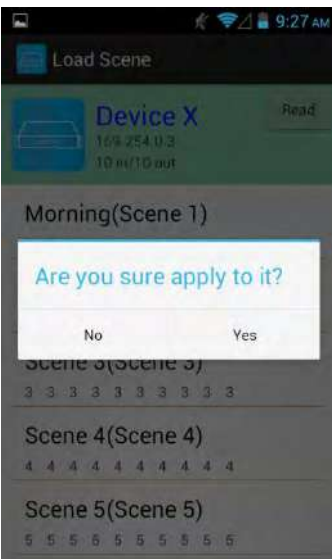 9:27 AM
Load Scene
Device X
Read
169.254.0.3
10 in/10 out
Morning(Scene 1)
Are you sure apply to it?
No Yes
Scene 3(Scene 3)
3 3 3 3 3 3 3 3 3 3
Scene 4(Scene 4)
4 4 4 4 4 4 4 4 4 4
Scene 5(Scene 5)
5 5 5 5 5 5 5 5 5 5